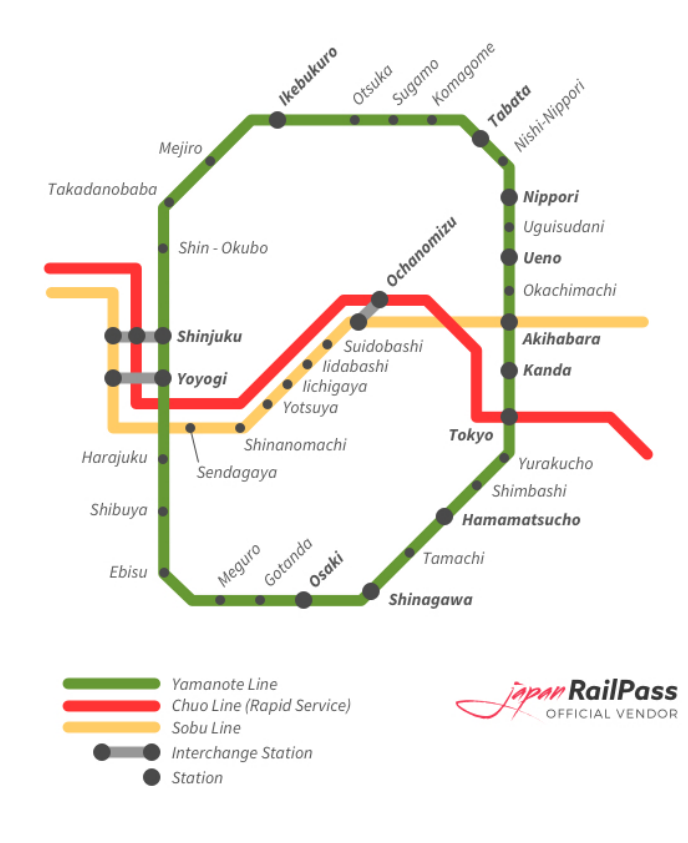 Ikebukuro
Otsuka
Sugamo
Komagome
Tabata
Nishi-Nippori
Mejiro
Takadanobaba
Nippori
Uguisudani
Shin - Okubo
Ueno
Ochanomizu
Okachimachi
Shinjuku
Akihabara
Suidobashi
Iidabashi
Kanda
Yoyogi
Iichigaya
Yotsuya
Tokyo
Shinanomachi
Harajuku
Sendagaya
Yurakucho
Shimbashi
Shibuya
Hamamatsucho
Tamachi
Ebisu
Meguro
Gotanda
Osaki
Shinagawa
Yamanote Line
Chuo Line (Rapid Service)
Sobu Line
Interchange Station
Station
japan RailPass
OFFICIAL VENDOR